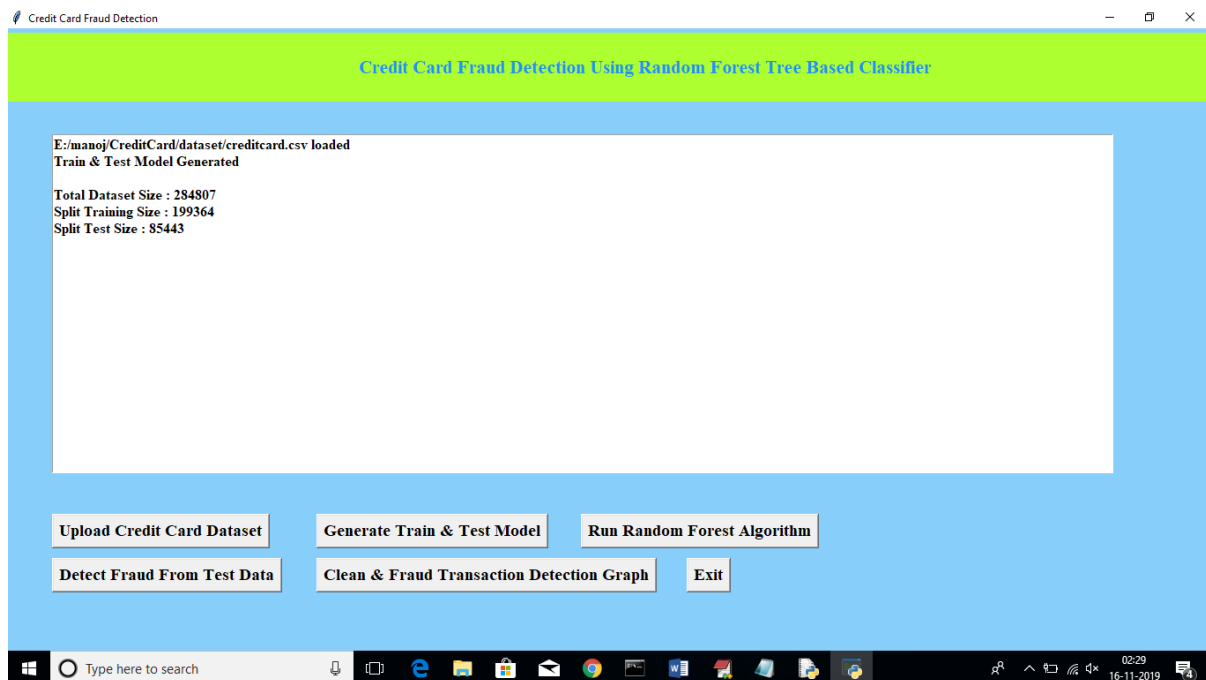 Credit Card Fraud Detection
Credit Card Fraud Detection Using Random Forest Tree Based Classifier
E:/manoj/CreditCard/dataset/creditcard.csv loaded
Train & Test Model Generated
Total Dataset Size : 284807
Split Training Size : 199364
Split Test Size : 85443
Upload Credit Card Dataset
Generate Train & Test Model
Run Random Forest Algorithm
Detect Fraud From Test Data
Clean & Fraud Transaction Detection Graph
Exit
Type here to search
02:29
16-11-2019
4